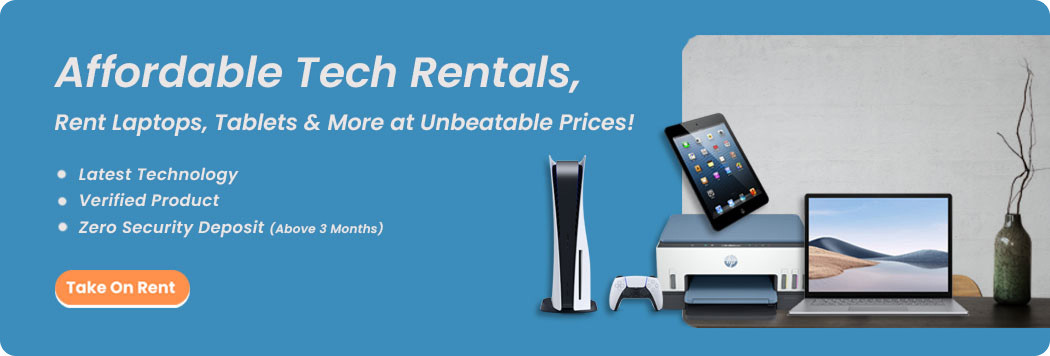 Affordable Tech Rentals,
Rent Laptops, Tablets & More at Unbeatable Prices!
Latest Technology
Verified Product
Zero Security Deposit (Above 3 Months)
Take On Rent
hp